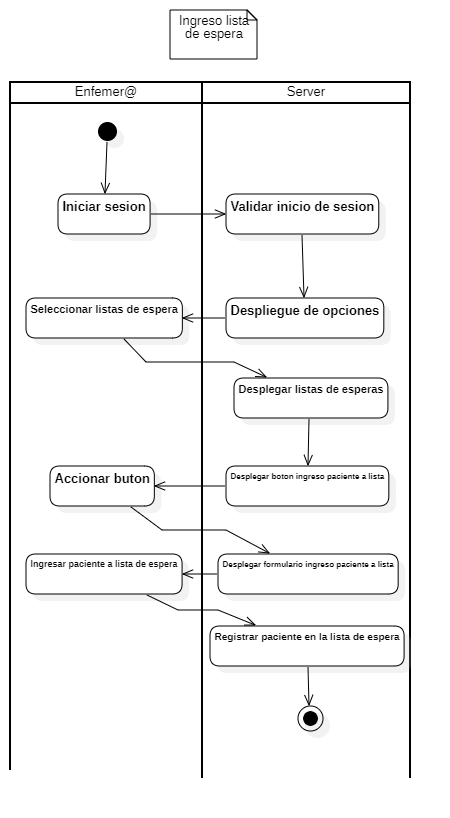 Ingreso lista
de espera
Enfemer@
Server
Iniciar sesion
Validar inicio de sesion
Seleccionar listas de espera
Despliegue de opciones
Desplegar listas de esperas
Accionar buton
Desplegar boton ingreso paciente a lista
Ingresar paciente a lista de espera
Desplegar formulario ingreso paciente a lista
Registrar paciente en la lista de espera